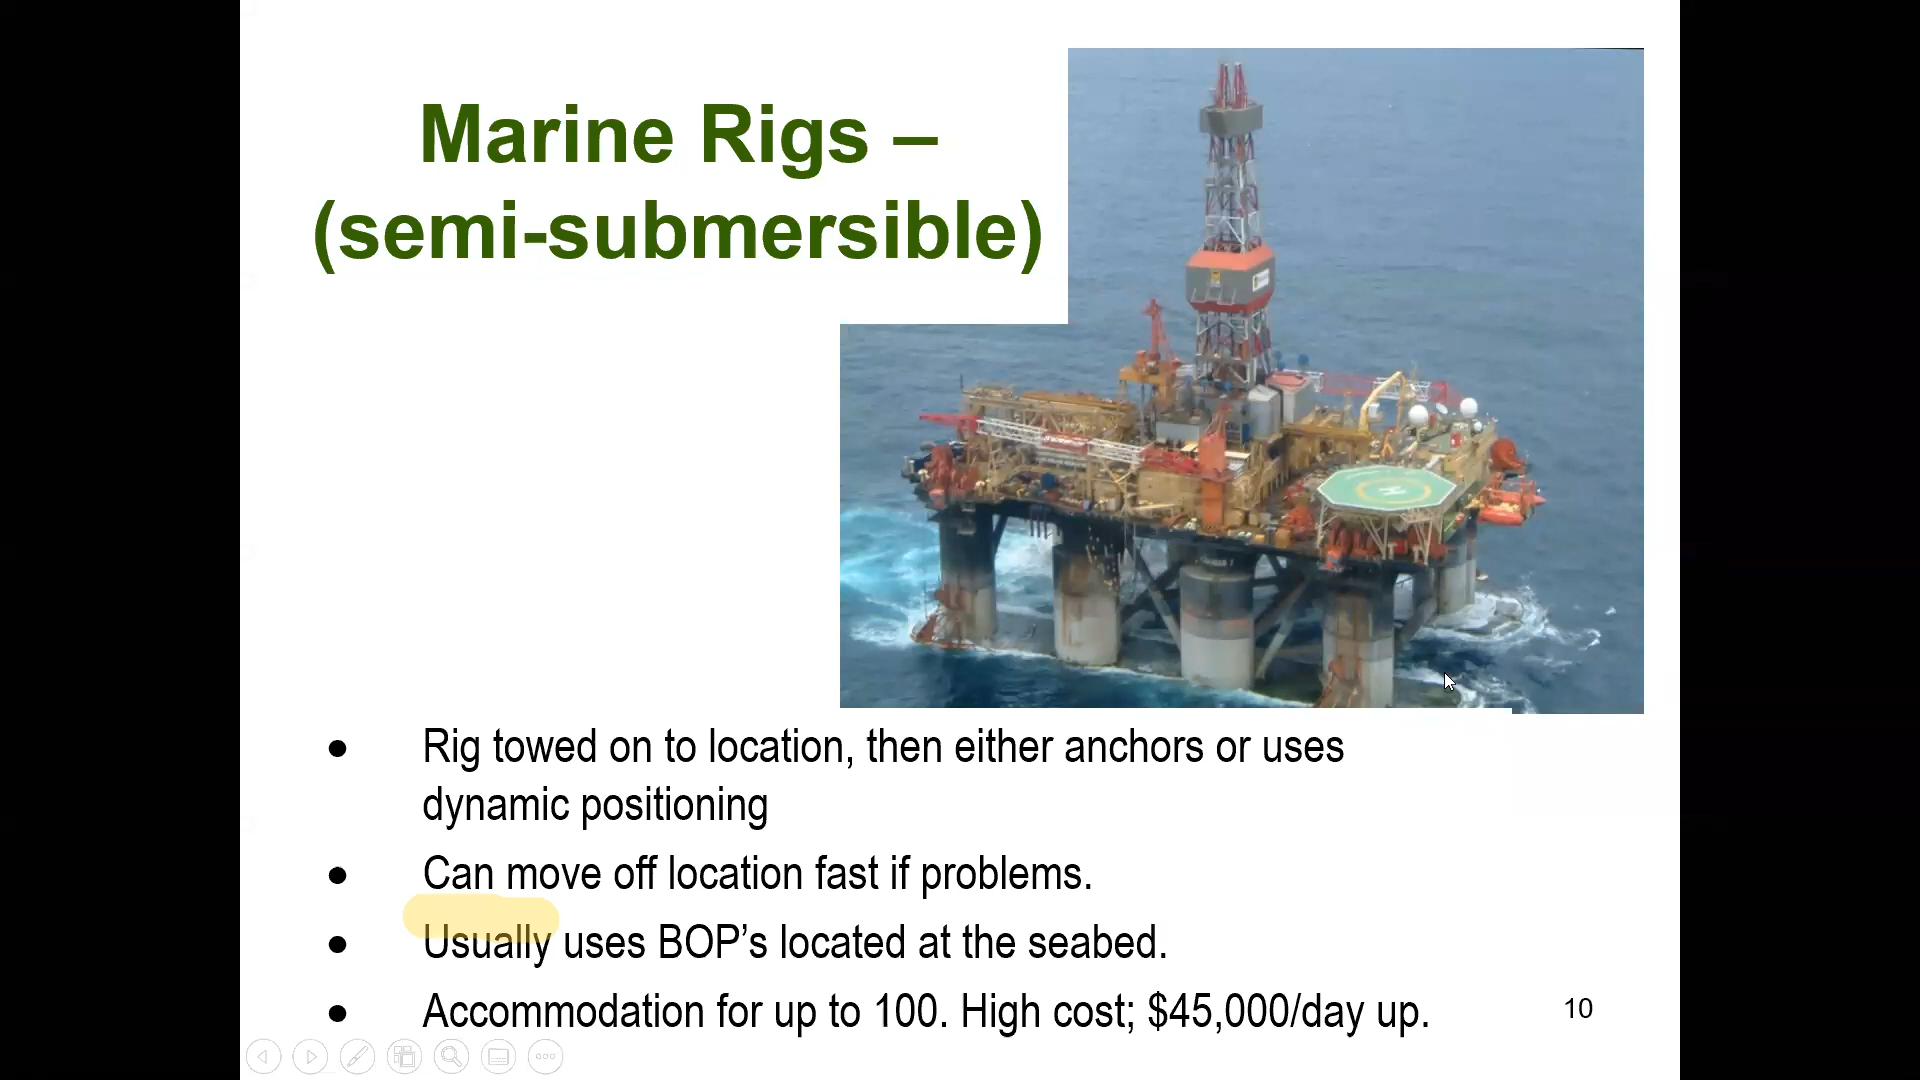 Marine Rigs –
(semi-submersible)
● Rig towed on to location, then either anchors or uses
dynamic positioning
● Can move off location fast if problems.
● Usually uses BOP’s located at the seabed.
● Accommodation for up to 100. High cost; $45,000/day up.
10
H